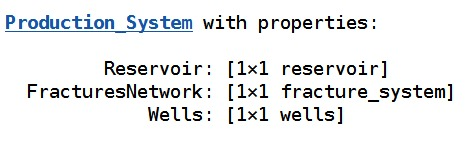 Production_System with properties:
Reservoir: [1×1 reservoir]
FracturesNetwork: [1×1 fracture_system]
Wells: [1×1 wells]